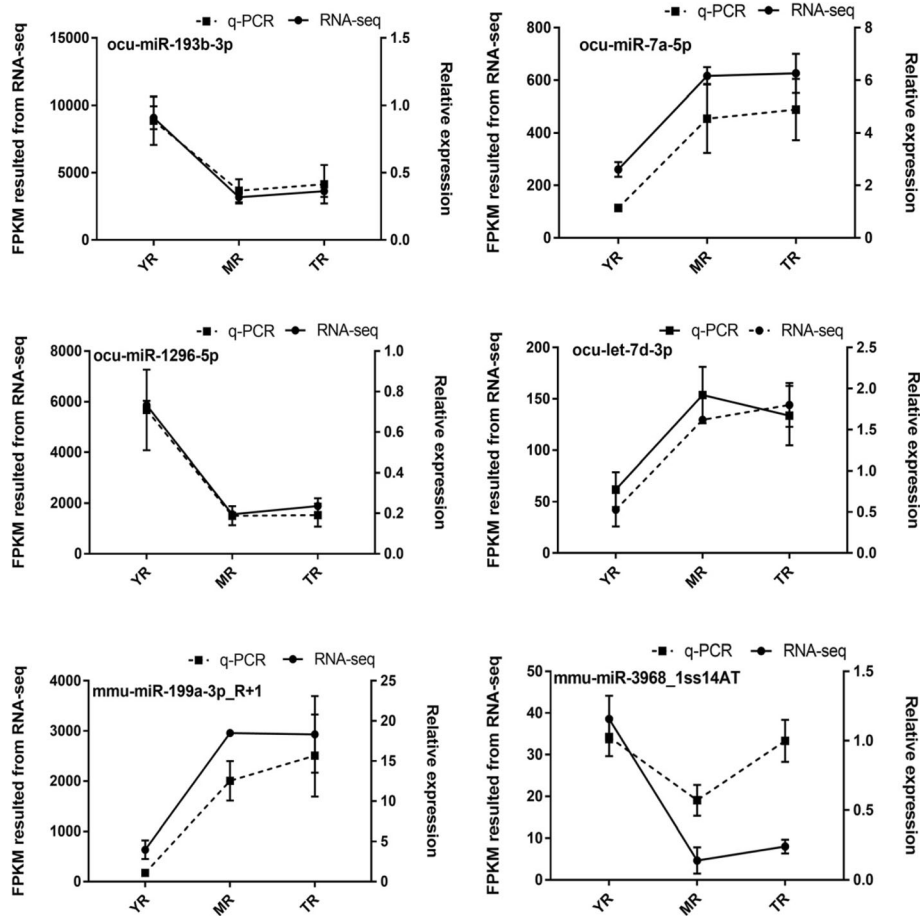 q-PCR RNA-seq
ocu-miR-193b-3p
FPKM resulted from RNA-seq
15000
10000
5000
0
1.5
1.0
0.5
0.0
Relative expression
YR MR TR
q-PCR RNA-seq
ocu-miR-7a-5p
FPKM resulted from RNA-seq
800
600
400
200
0
8
6
4
2
0
Relative expression
YR MR TR
q-PCR RNA-seq
ocu-miR-1296-5p
FPKM resulted from RNA-seq
8000
6000
4000
2000
0
1.0
0.8
0.6
0.4
0.2
0.0
Relative expression
YR MR TR
q-PCR RNA-seq
ocu-let-7d-3p
FPKM resulted from RNA-seq
200
150
100
50
0
2.5
2.0
1.5
1.0
0.5
0.0
Relative expression
YR MR TR
q-PCR RNA-seq
mmu-miR-199a-3p_R+1
FPKM resulted from RNA-seq
4000
3000
2000
1000
0
25
20
15
10
5
0
Relative expression
YR MR TR
q-PCR RNA-seq
mmu-miR-3968_1ss14AT
FPKM resulted from RNA-seq
50
40
30
20
10
0
1.5
1.0
0.5
0.0
Relative expression
YR MR TR